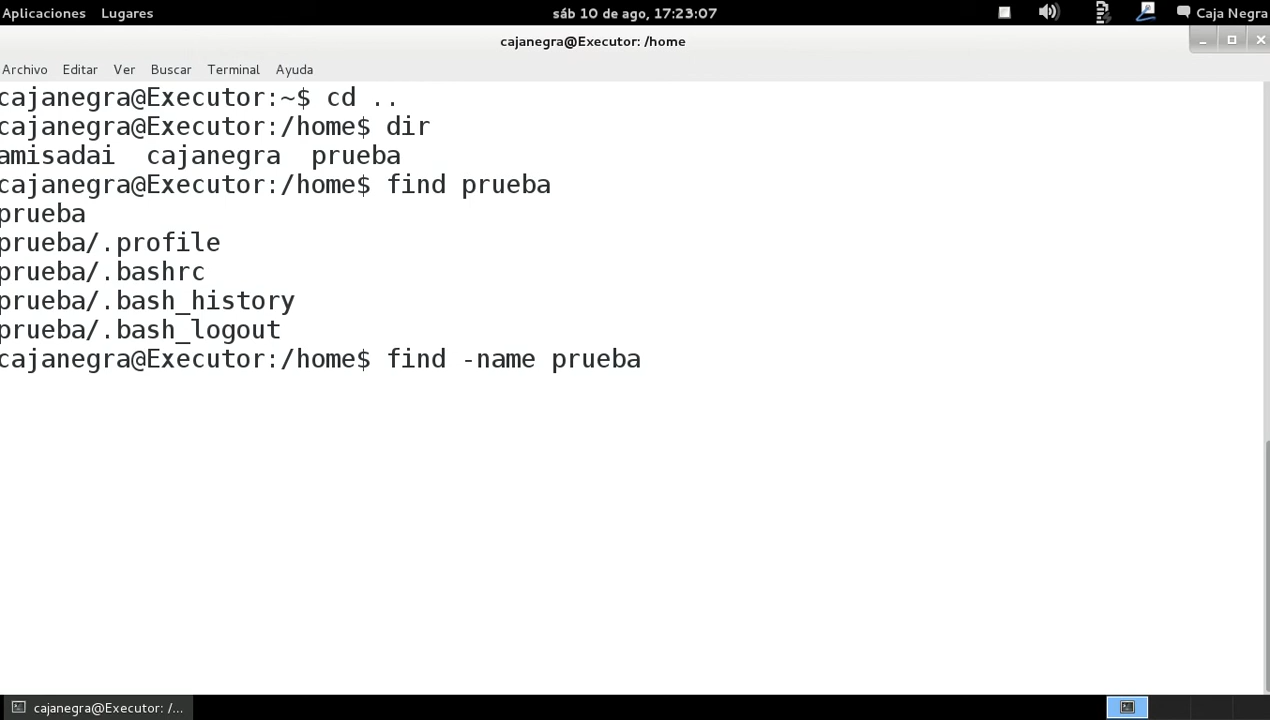 Aplicaciones Lugares sáb 10 de ago, 17:23:07 Caja Negra
cajanegra@Executor: /home
Archivo Editar Ver Buscar Terminal Ayuda
cajanegra@Executor:~$ cd ..
cajanegra@Executor:/home$ dir
amisadai cajanegra prueba
cajanegra@Executor:/home$ find prueba
prueba
prueba/.profile
prueba/.bashrc
prueba/.bash_history
prueba/.bash_logout
cajanegra@Executor:/home$ find -name prueba
cajanegra@Executor: /...